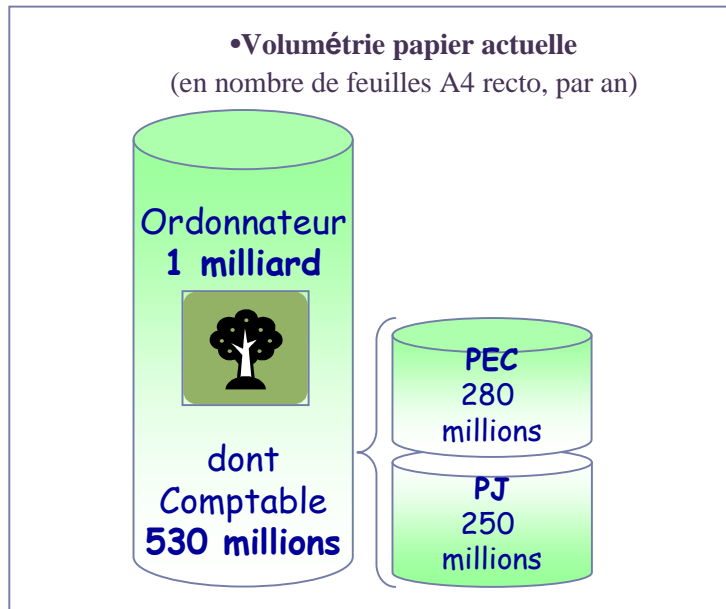 •Volumétrie papier actuelle
(en nombre de feuilles A4 recto, par an)
Ordonnateur
1 milliard
dont
Comptable
530 millions
PEC
280
millions
PJ
250
millions